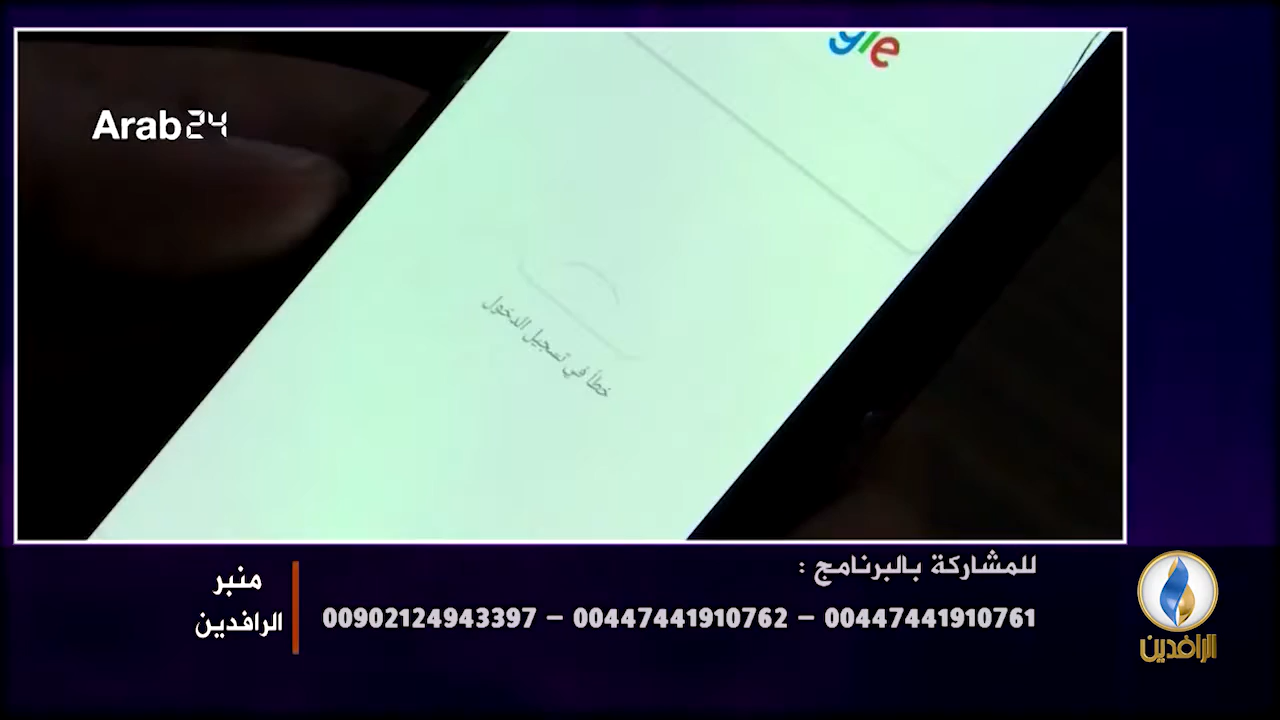 gle
Arab24
خطأ في تسجيل الدخول
للمشاركة بالبرنامج :
00902124943397 – 00447441910762 – 00447441910761
منبر
الرافدين
الرافدين